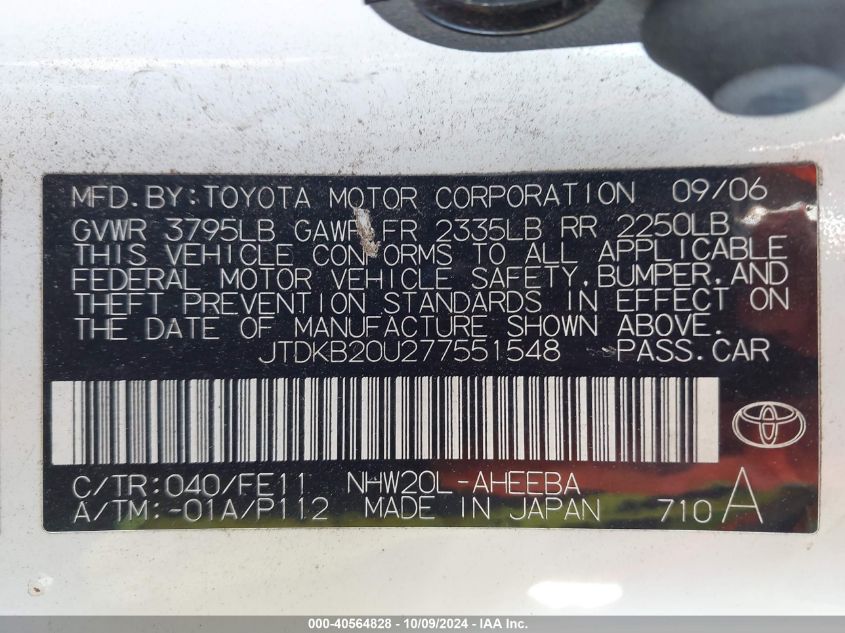 MFD. BY: TOYOTA MOTOR CORPORATION 09/06
GVWR 3795LB GAWR FR 2335LB RR 2250LB
THIS VEHICLE CONFORMS TO ALL APPLICABLE
FEDERAL MOTOR VEHICLE SAFETY, BUMPER, AND
THEFT PREVENTION STANDARDS IN EFFECT ON
THE DATE OF MANUFACTURE SHOWN ABOVE.
JTDKB20U277551548 PASS. CAR
C/TR: 040/FE11 NHW20L-AHEEBA
A/TM: -01A/P112 MADE IN JAPAN 710 A
000-40564828 - 10/09/2024 - IAA Inc.